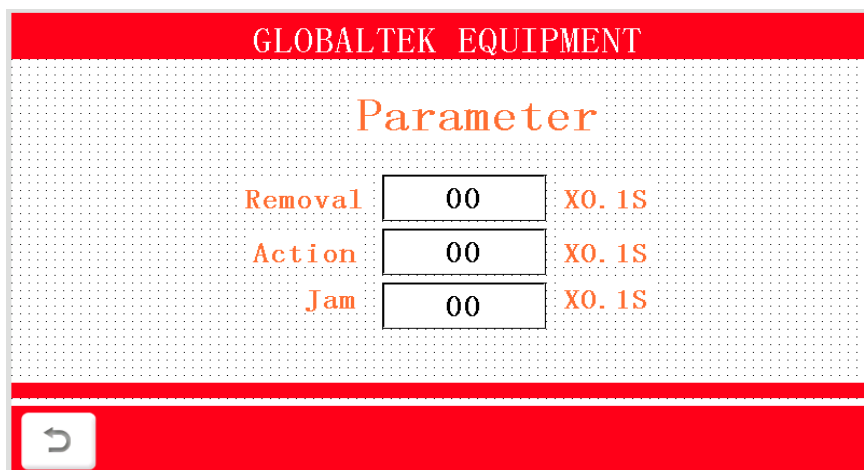 GLOBALTEK EQUIPMENT
Parameter
Removal 00 X0.1S
Action 00 X0.1S
Jam 00 X0.1S